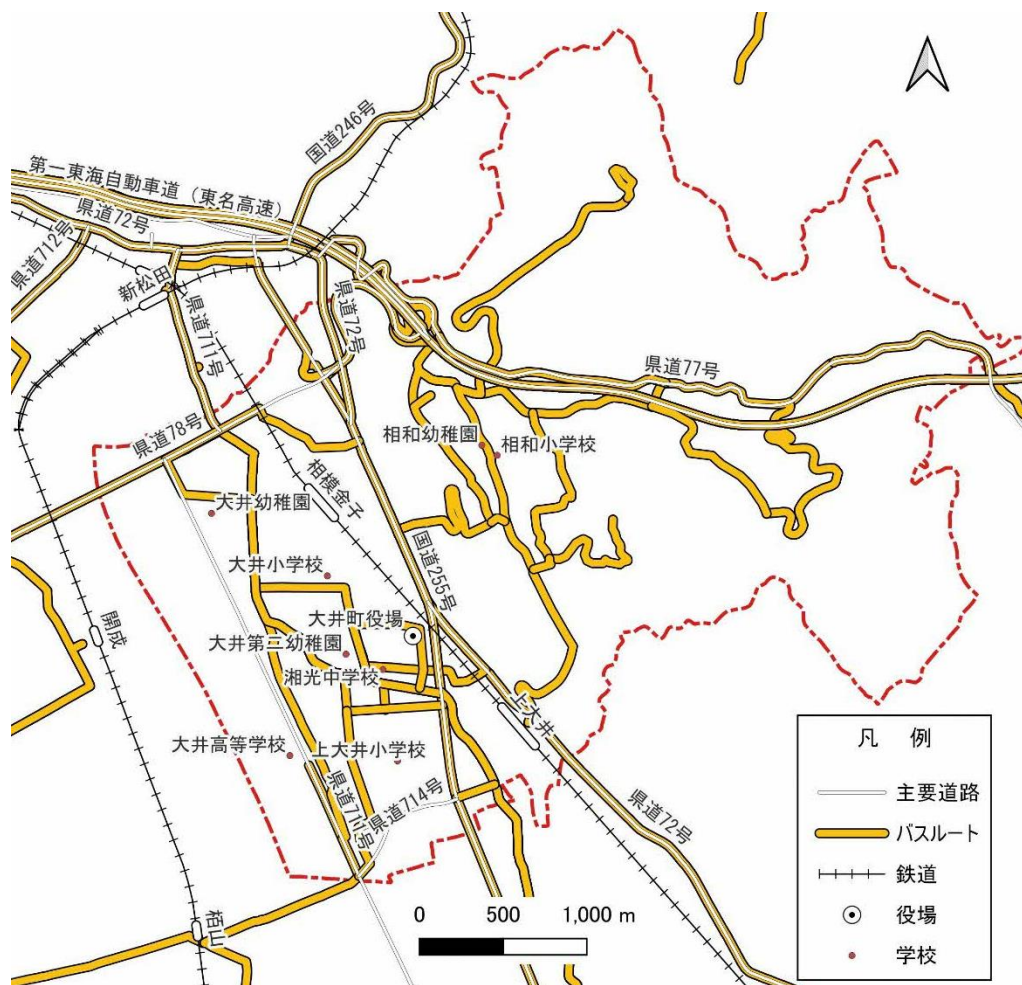 国道246号
第一東海自動車道（東名高速）
県道72号
県道712号
新松田
県道711号
県道72号
県道77号
県道78号
相和幼稚園
相和小学校
相模金子
大井幼稚園
国道255号
大井小学校
開成
大井町役場
大井第二幼稚園
湘光中学校
上大井
大井高等学校
上大井小学校
県道711号
県道714号
県道72号
栢山
0 500 1,000 m
凡 例
主要道路
バスルート
鉄道
役場
学校